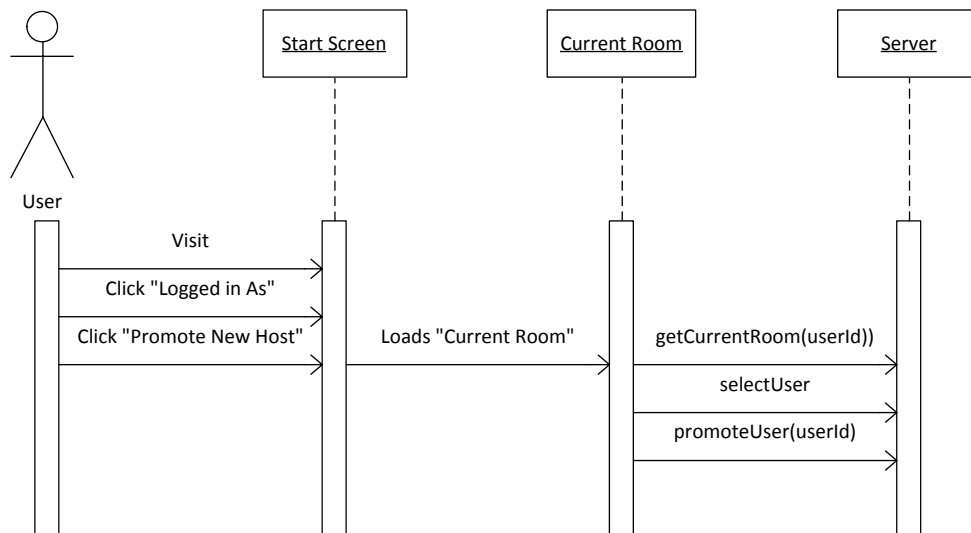 Start Screen
Current Room
Server
User
Visit
Click "Logged in As"
Click "Promote New Host"
Loads "Current Room"
getCurrentRoom(userId))
selectUser
promoteUser(userId)